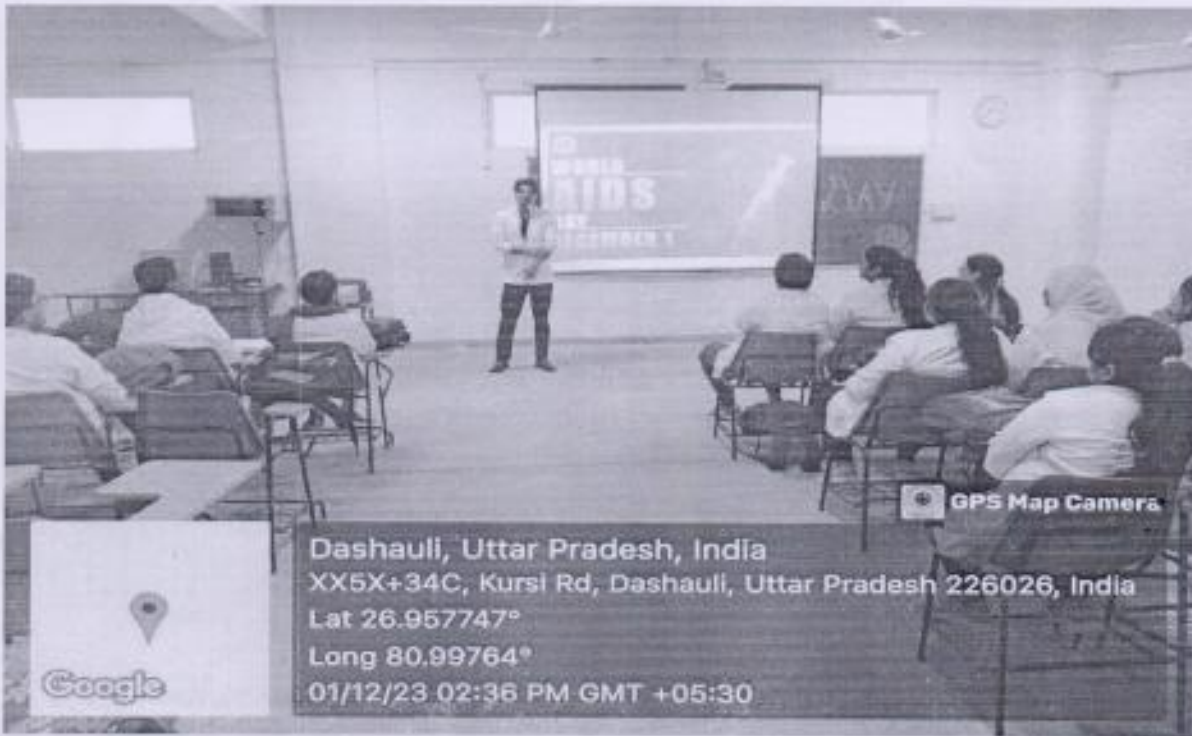 WORLD
AIDS
DAY
DECEMBER 1
GPS Map Camera
Dashauli, Uttar Pradesh, India
XX5X+34C, Kursi Rd, Dashauli, Uttar Pradesh 226026, India
Lat 26.957747°
Long 80.99764°
01/12/23 02:36 PM GMT +05:30
Google